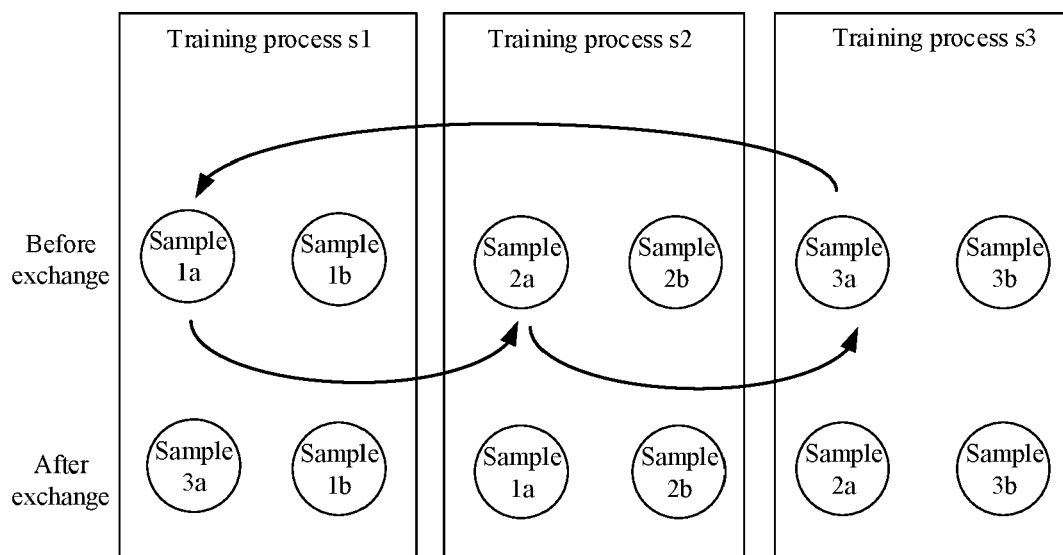 Training process s1
Training process s2
Training process s3
Before
exchange
Sample
1a
Sample
1b
Sample
2a
Sample
2b
Sample
3a
Sample
3b
After
exchange
Sample
3a
Sample
1b
Sample
1a
Sample
2b
Sample
2a
Sample
3b